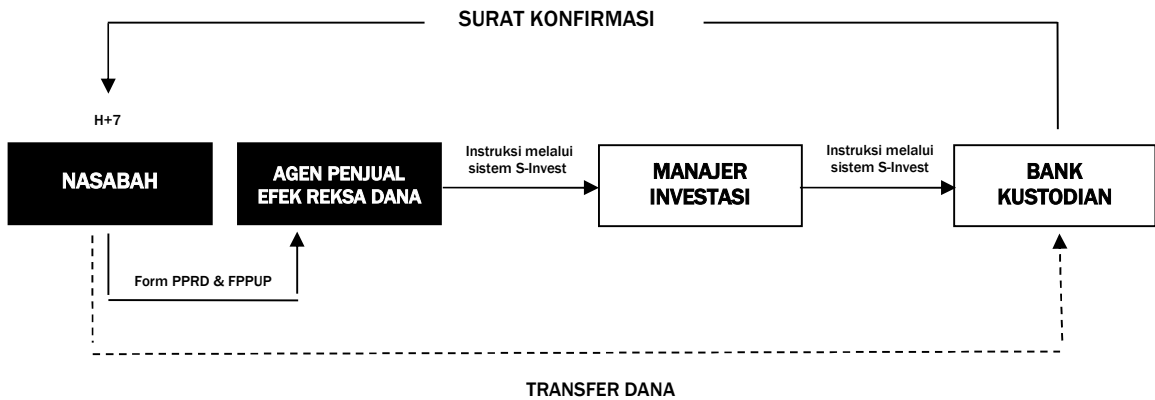 SURAT KONFIRMASI
H+7
NASABAH
AGEN PENJUAL
EFEK REKSA DANA
Instruksi melalui
sistem S-Invest
MANAJER
INVESTASI
Instruksi melalui
sistem S-Invest
BANK
KUSTODIAN
Form PPRD & FPPUP
TRANSFER DANA